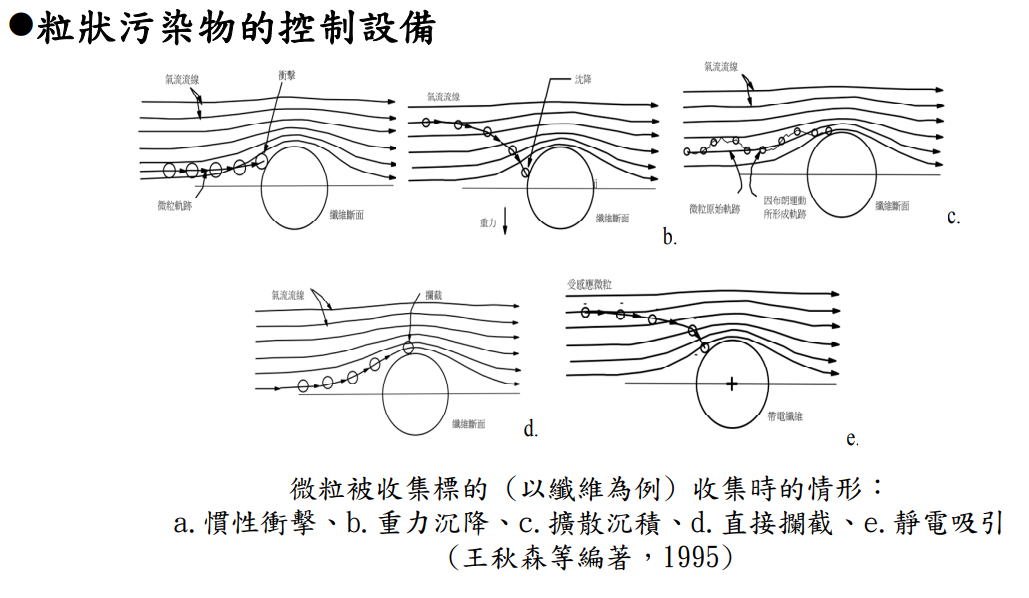 ●粒狀污染物的控制設備
氣流流線
衝擊
微粒軌跡
纖維斷面
氣流流線
沈降
重力
纖維斷面
b.
氣流流線
微粒原始軌跡
因布朗運動
所形成軌跡
纖維斷面
c.
氣流流線
攔截
纖維斷面
d.
受感應微粒
-
-
-
+
帶電纖維
e.
微粒被收集標的（以纖維為例）收集時的情形：
a.慣性衝擊、b.重力沉降、c.擴散沉積、d.直接攔截、e.靜電吸引
（王秋森等編著，1995）